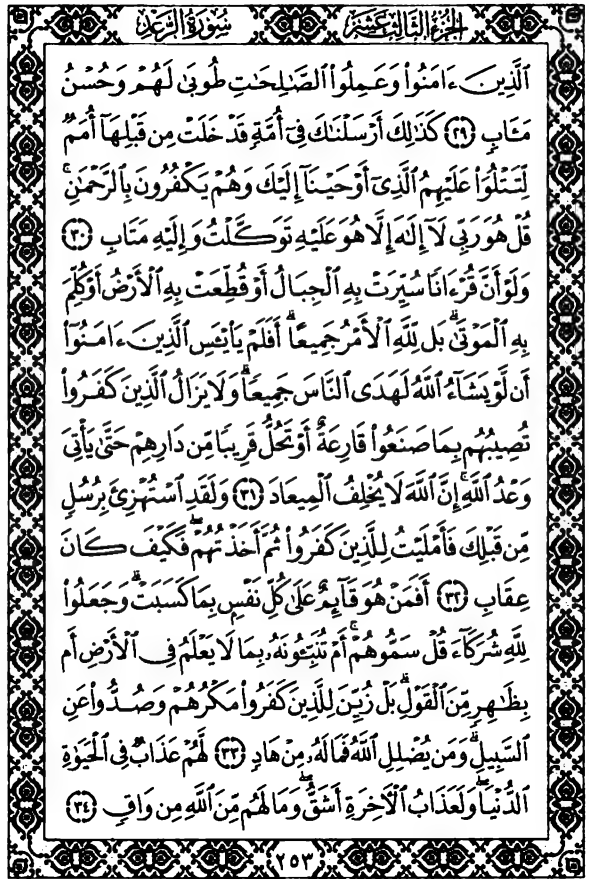 الجزء الثالث عشر سورة الرعد
ٱلَّذِينَ ءَامَنُوا۟ وَعَمِلُوا۟ ٱلصَّٰلِحَٰتِ طُوبَىٰ لَهُمْ وَحُسْنُ
مَـَٔابٍ ٢٩ كَذَٰلِكَ أَرْسَلْنَٰكَ فِىٓ أُمَّةٍ قَدْ خَلَتْ مِن قَبْلِهَآ أُمَمٌ
لِّتَتْلُوَا۟ عَلَيْهِمُ ٱلَّذِىٓ أَوْحَيْنَآ إِلَيْكَ وَهُمْ يَكْفُرُونَ بِٱلرَّحْمَٰنِ ۚ
قُلْ هُوَ رَبِّى لَآ إِلَٰهَ إِلَّا هُوَ عَلَيْهِ تَوَكَّلْتُ وَإِلَيْهِ مَتَابِ ٣٠
وَلَوْ أَنَّ قُرْءَانًا سُيِّرَتْ بِهِ ٱلْجِبَالُ أَوْ قُطِّعَتْ بِهِ ٱلْأَرْضُ أَوْ كُلِّمَ
بِهِ ٱلْمَوْتَىٰ ۗ بَل لِّلَّهِ ٱلْأَمْرُ جَمِيعًا ۗ أَفَلَمْ يَا۟يْـَٔسِ ٱلَّذِينَ ءَامَنُوٓا۟
أَن لَّوْ يَشَآءُ ٱللَّهُ لَهَدَى ٱلنَّاسَ جَمِيعًا ۗ وَلَا يَزَالُ ٱلَّذِينَ كَفَرُوا۟
تُصِيبُهُم بِمَا صَنَعُوا۟ قَارِعَةٌ أَوْ تَحُلُّ قَرِيبًا مِّن دَارِهِمْ حَتَّىٰ يَأْتِىَ
وَعْدُ ٱللَّهِ ۚ إِنَّ ٱللَّهَ لَا يُخْلِفُ ٱلْمِيعَادَ ٣١ وَلَقَدِ ٱسْتُهْزِئَ بِرُسُلٍ
مِّن قَبْلِكَ فَأَمْلَيْتُ لِلَّذِينَ كَفَرُوا۟ ثُمَّ أَخَذْتُهُمْ ۖ فَكَيْفَ كَانَ
عِقَابِ ٣٢ أَفَمَنْ هُوَ قَآئِمٌ عَلَىٰ كُلِّ نَفْسٍۭ بِمَا كَسَبَتْ ۗ وَجَعَلُوا۟
لِلَّهِ شُرَكَآءَ قُلْ سَمُّوهُمْ ۚ أَمْ تُنَبِّـُٔونَهُۥ بِمَا لَا يَعْلَمُ فِى ٱلْأَرْضِ أَم
بِظَٰهِرٍ مِّنَ ٱلْقَوْلِ ۗ بَلْ زُيِّنَ لِلَّذِينَ كَفَرُوا۟ مَكْرُهُمْ وَصُدُّوا۟ عَنِ
ٱلسَّبِيلِ ۗ وَمَن يُضْلِلِ ٱللَّهُ فَمَا لَهُۥ مِنْ هَادٍ ٣٣ لَّهُمْ عَذَابٌ فِى ٱلْحَيَوٰةِ
ٱلدُّنْيَا ۖ وَلَعَذَابُ ٱلْـَٔاخِرَةِ أَشَقُّ ۖ وَمَا لَهُم مِّنَ ٱللَّهِ مِن وَاقٍ ٣٤
٢٥٣